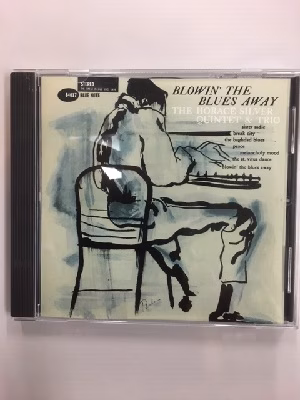 STEREO
BLUE NOTE
BLOWIN' THE
BLUES AWAY
THE HORACE SILVER
QUINTET & TRIO
sister sadie
break city
the baghdad blues
peace
melancholy mood
the st. vitus dance
blowin' the blues away